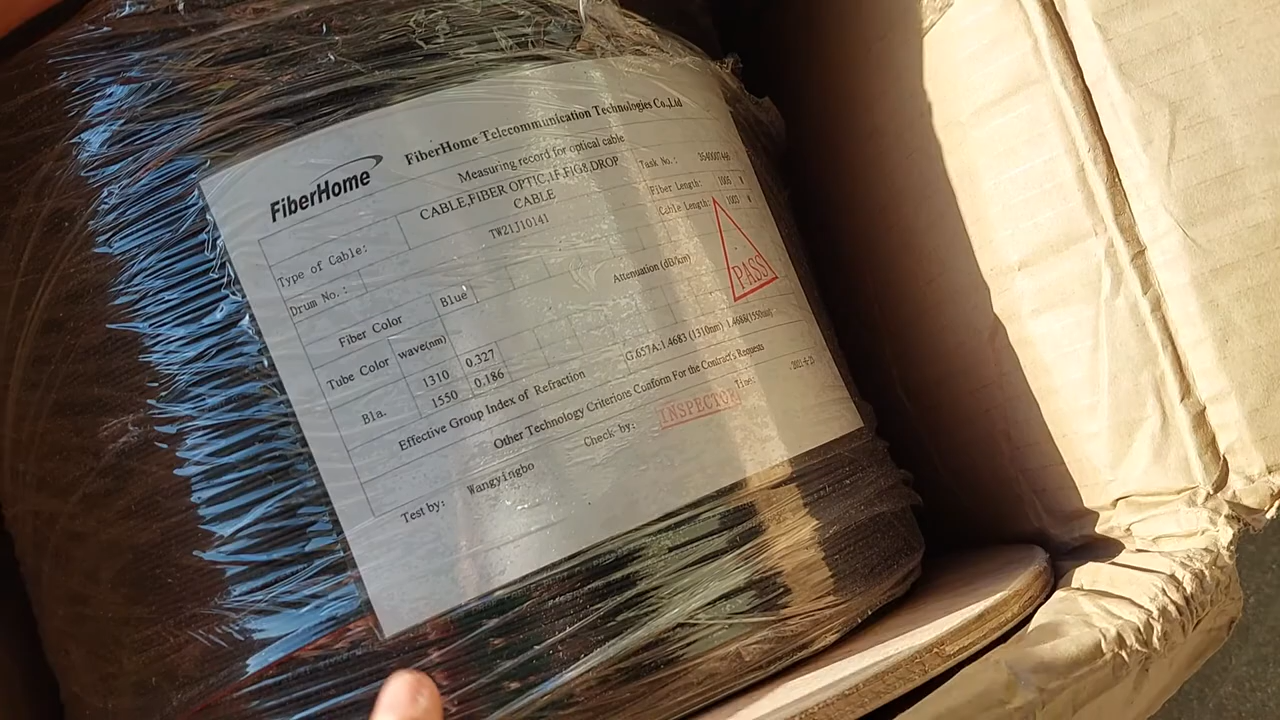 FiberHome
FiberHome Telecommunication Technologies Co.,Ltd
Measuring record for optical cable
Type of Cable: CABLE,FIBER OPTIC,1F,FIG8,DROP CABLE
Task No.:
Drum No.: TW21J10141
Fiber Length: 1005 M
Cable Length: 1003 M
PASS
Fiber Color Blue
Attenuation (dB/km)
Tube Color wave(nm)
Bla. 1310 0.327
1550 0.186
Effective Group Index of Refraction G.657A:1.4683 (1310nm) 1.4688(1550nm)
Other Technology Criterions Conform For the Contract's Requests
Test by: Wangyingbo Check by: INSPECTOR Time: